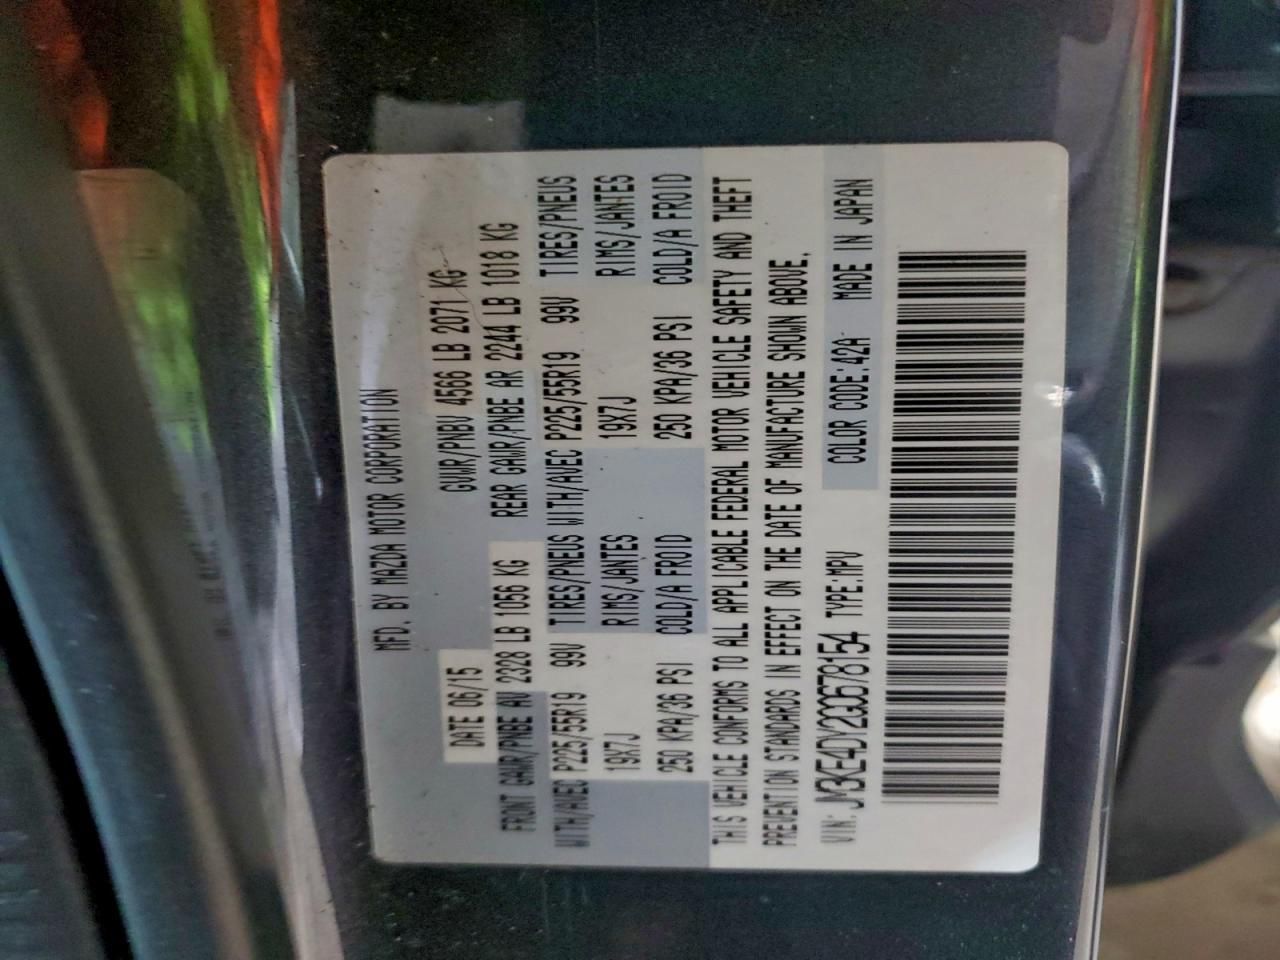 MFD. BY MAZDA MOTOR CORPORATION
DATE 06/15 GVWR/PNBV 4566 LB 2071 KG
FRONT GAWR/PNBE AV 2328 LB 1056 KG REAR GAWR/PNBE AR 2244 LB 1018 KG
WITH/AVEC P225/55R19 99V TIRES/PNEUS WITH/AVEC P225/55R19 99V TIRES/PNEUS
19X7J RIMS/JANTES 19X7J RIMS/JANTES
250 KPA/36 PSI COLD/A FROID 250 KPA/36 PSI COLD/A FROID
THIS VEHICLE CONFORMS TO ALL APPLICABLE FEDERAL MOTOR VEHICLE SAFETY AND THEFT
PREVENTION STANDARDS IN EFFECT ON THE DATE OF MANUFACTURE SHOWN ABOVE.
VIN: JM3KE4DY2G0678154 TYPE:MPV COLOR CODE:42A MADE IN JAPAN